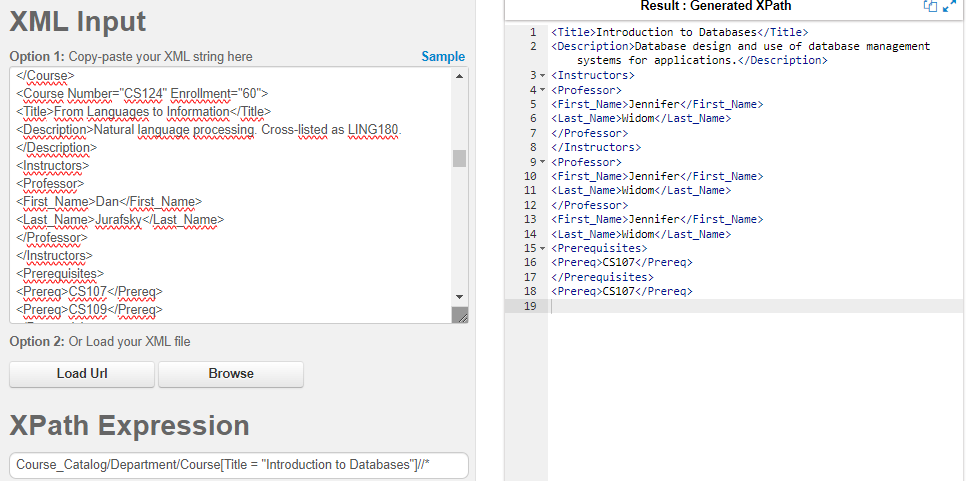 XML Input
Option 1: Copy-paste your XML string here
Sample
</Course>
<Course Number="CS124" Enrollment="60">
<Title>From Languages to Information</Title>
<Description>Natural language processing. Cross-listed as LING180.
</Description>
<Instructors>
<Professor>
<First_Name>Dan</First_Name>
<Last_Name>Jurafsky</Last_Name>
</Professor>
</Instructors>
<Prerequisites>
<Prereq>CS107</Prereq>
<Prereq>CS109</Prereq>
Option 2: Or Load your XML file
Load Url
Browse
XPath Expression
Course_Catalog/Department/Course[Title = "Introduction to Databases"]//*
Result : Generated XPath
1 <Title>Introduction to Databases</Title>
2 <Description>Database design and use of database management
systems for applications.</Description>
3 <Instructors>
4 <Professor>
5 <First_Name>Jennifer</First_Name>
6 <Last_Name>Widom</Last_Name>
7 </Professor>
8 </Instructors>
9 <Professor>
10 <First_Name>Jennifer</First_Name>
11 <Last_Name>Widom</Last_Name>
12 </Professor>
13 <First_Name>Jennifer</First_Name>
14 <Last_Name>Widom</Last_Name>
15 <Prerequisites>
16 <Prereq>CS107</Prereq>
17 </Prerequisites>
18 <Prereq>CS107</Prereq>
19